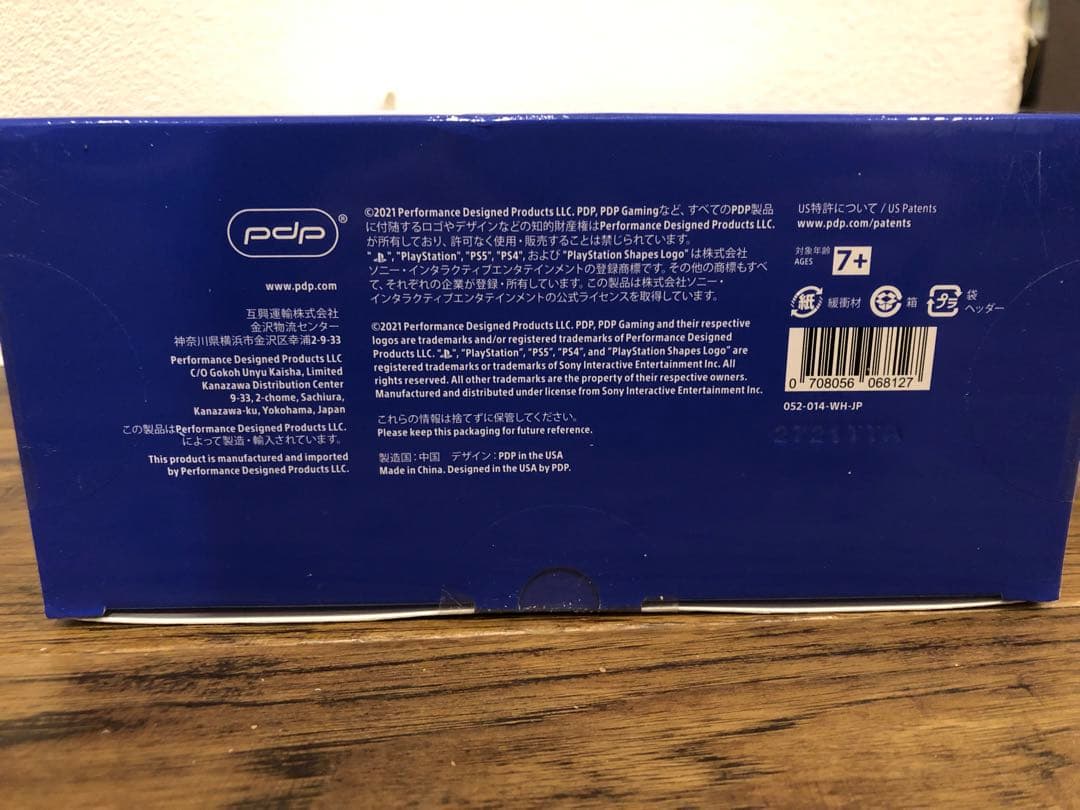 pdp®
www.pdp.com
互興運輸株式会社
金沢物流センター
神奈川県横浜市金沢区幸浦2-9-33
Performance Designed Products LLC
C/O Gokoh Unyu Kaisha, Limited
Kanazawa Distribution Center
9-33, 2-chome, Sachiura,
Kanazawa-ku, Yokohama, Japan
この製品はPerformance Designed Products LLC.
によって製造・輸入されています。
This product is manufactured and imported
by Performance Designed Products LLC.
©2021 Performance Designed Products LLC. PDP, PDP Gamingなど、すべてのPDP製品
に付随するロゴやデザインなどの知的財産権はPerformance Designed Products LLC.
が所有しており、許可なく使用・販売することは禁じられています。
" ", "PlayStation", "PS5", "PS4", および "PlayStation Shapes Logo" は株式会社
ソニー・インタラクティブエンタテインメントの登録商標です。その他の商標もすべ
て、それぞれの企業が登録・所有しています。この製品は株式会社ソニー・
インタラクティブエンタテインメントの公式ライセンスを取得しています。
©2021 Performance Designed Products LLC. PDP, PDP Gaming and their respective
logos are trademarks and/or registered trademarks of Performance Designed
Products LLC. " ", "PlayStation", "PS5", "PS4", and "PlayStation Shapes Logo" are
registered trademarks or trademarks of Sony Interactive Entertainment Inc. All
rights reserved. All other trademarks are the property of their respective owners.
Manufactured and distributed under license from Sony Interactive Entertainment Inc.
これらの情報は捨てずに保管してください。
Please keep this packaging for future reference.
製造国：中国 デザイン：PDP in the USA
Made in China. Designed in the USA by PDP.
US特許について / US Patents
www.pdp.com/patents
対象年齢
AGES
7+
紙 緩衝材
箱
プラ 袋
ヘッダー
0 708056 068127
052-014-WH-JP